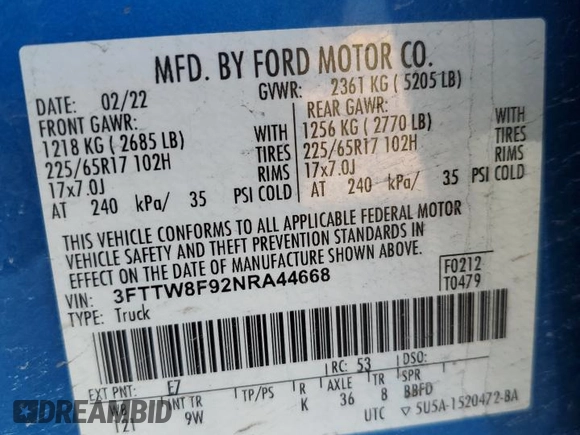 MFD. BY FORD MOTOR CO.
DATE: 02/22 GVWR: 2361 KG ( 5205 LB)
FRONT GAWR: REAR GAWR:
1218 KG ( 2685 LB) WITH 1256 KG ( 2770 LB) WITH
225/65R17 102H TIRES 225/65R17 102H TIRES
17x7.0J RIMS 17x7.0J RIMS
AT 240 kPa/ 35 PSI COLD AT 240 kPa/ 35 PSI COLD
THIS VEHICLE CONFORMS TO ALL APPLICABLE FEDERAL MOTOR
VEHICLE SAFETY AND THEFT PREVENTION STANDARDS IN
EFFECT ON THE DATE OF MANUFACTURE SHOWN ABOVE.
VIN: 3FTTW8F92NRA44668 F0212
TYPE: Truck T0479
EXT PNT: E7 RC: 53 DSO:
INT TR TP/PS R AXLE TR SPR
9W K 36 8 BBFD
UTC 5U5A-1520472-BA
DREAMBID